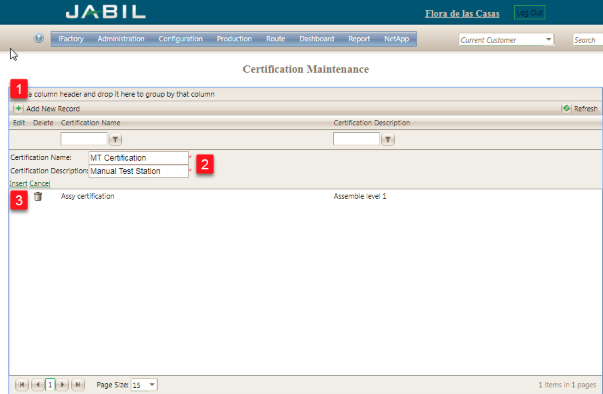 JABIL
Flora de las Casas
Log Out
iFactory Administration Configuration Production Route Dashboard Report NetApp
Current Customer
Search
Certification Maintenance
1
a column header and drop it here to group by that column
Add New Record
Refresh
Edit Delete Certification Name Certification Description
Certification Name: MT Certification *
Certification Description: Manual Test Station *
2
Insert Cancel
3
Assy certification Assemble level 1
1 Page Size: 15
1 items in 1 pages